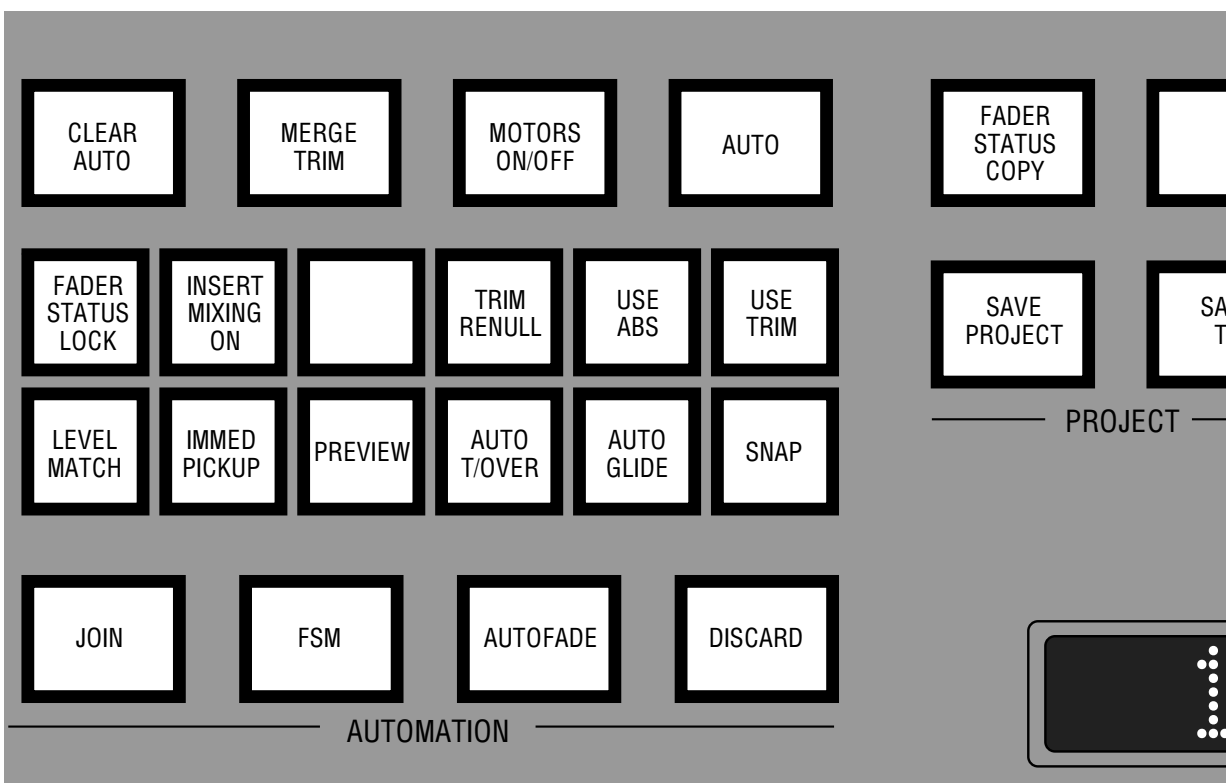 CLEAR
AUTO
MERGE
TRIM
MOTORS
ON/OFF
AUTO
FADER
STATUS
COPY
FADER
STATUS
LOCK
INSERT
MIXING
ON
TRIM
RENULL
USE
ABS
USE
TRIM
SAVE
PROJECT
LEVEL
MATCH
IMMED
PICKUP
PREVIEW
AUTO
T/OVER
AUTO
GLIDE
SNAP
PROJECT
JOIN
FSM
AUTOFADE
DISCARD
AUTOMATION
1